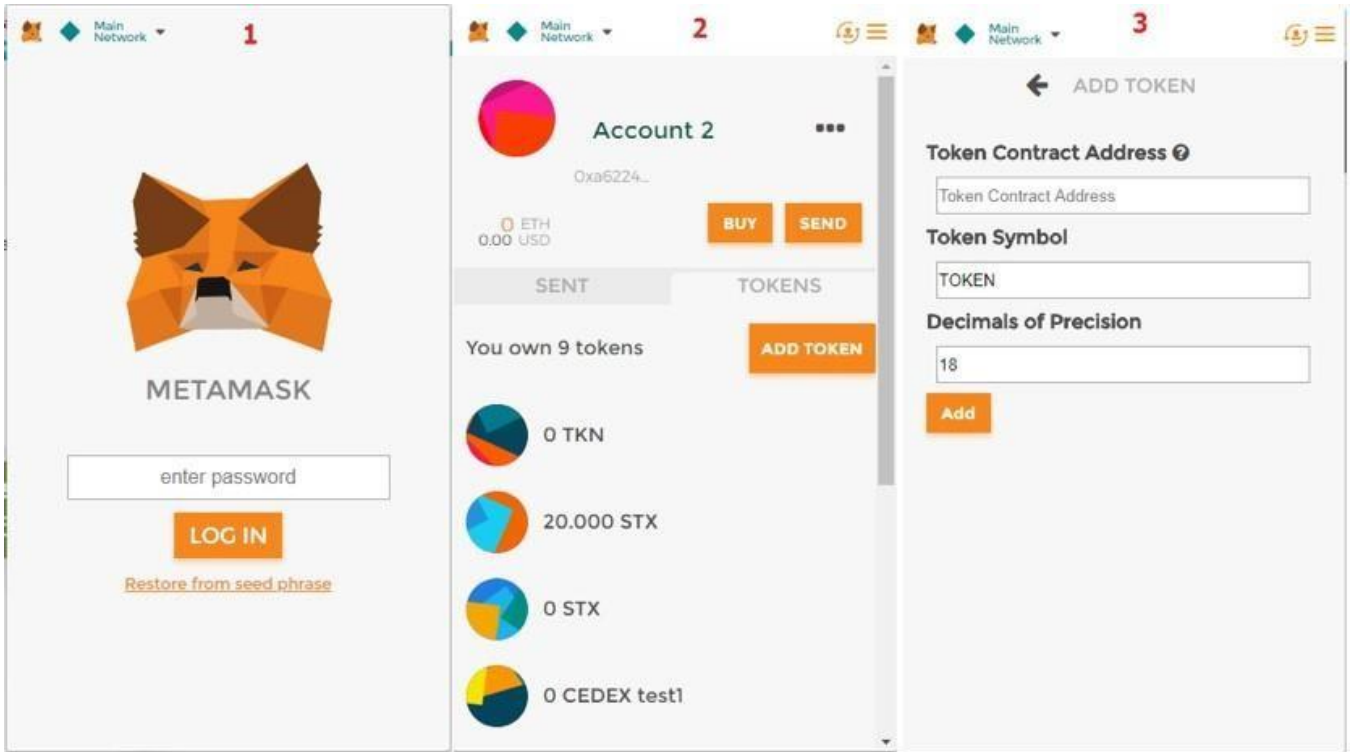 Main
Network
1
METAMASK
enter password
LOG IN
Restore from seed phrase
Main
Network
2
Account 2
0xa6224...
0 ETH
0.00 USD
BUY
SEND
SENT
TOKENS
You own 9 tokens
ADD TOKEN
0 TKN
20.000 STX
0 STX
0 CEDEX test1
Main
Network
3
ADD TOKEN
Token Contract Address ?
Token Contract Address
Token Symbol
TOKEN
Decimals of Precision
18
Add